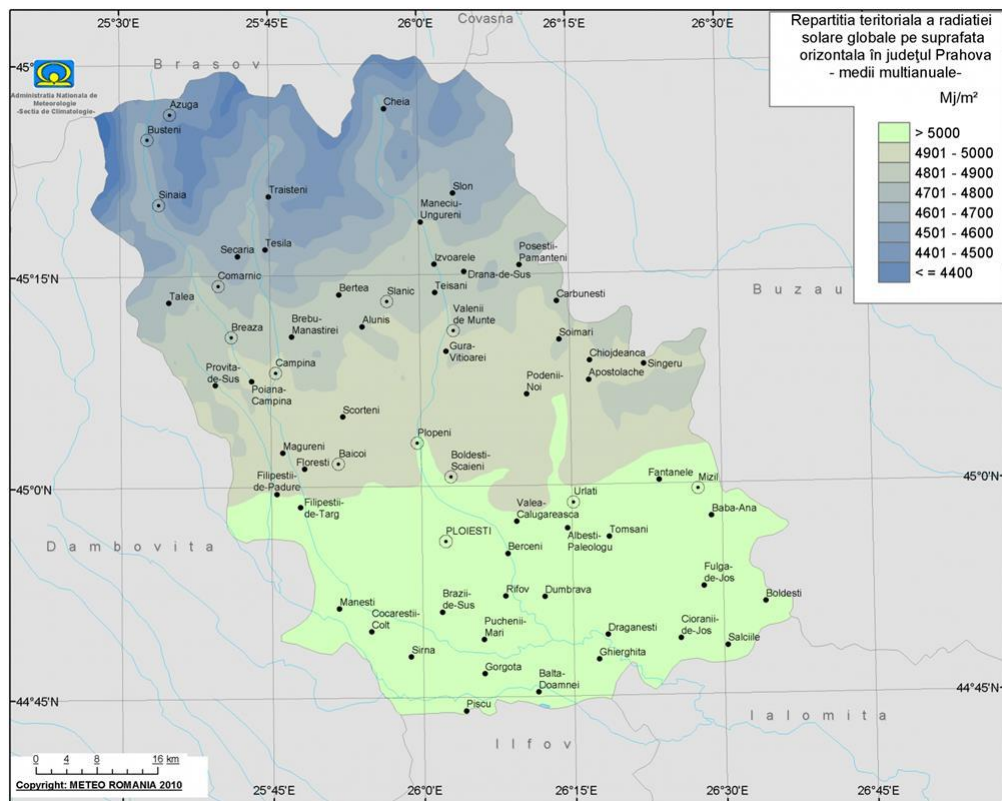 25°30'E
25°45'E
26°0'E
Covasna
26°15'E
26°30'E
Repartitia teritoriala a radiatiei
solare globale pe suprafata
orizontala în judeţul Prahova
- medii multianuale-
Mj/m²
> 5000
4901 - 5000
4801 - 4900
4701 - 4800
4601 - 4700
4501 - 4600
4401 - 4500
< = 4400
Brasov
Administratia Nationala de
Meteorologie
-Sectia de Climatologie-
Azuga
Cheia
Busteni
Sinaia
Traisteni
Slon
Maneciu-
Ungureni
Secaria
Tesila
Izvoarele
Posestii-
Pamanteni
Drana-de-Sus
45°15'N
Comarnic
Bertea
Slanic
Teisani
Carbunesti
Buzau
45°15'N
Talea
Breaza
Brebu-
Manastirei
Alunis
Valenii
de Munte
Soimari
Gura-
Vitioarei
Chiojdeanca
Singeru
Provita-
de-Sus
Campina
Poiana-
Campina
Podenii-
Noi
Apostolache
Scorteni
Plopeni
Magureni
Floresti
Baicoi
Boldesti-
Scaieni
Filipestii-
de-Padure
Fantanele
Mizil
45°0'N
45°0'N
Filipestii-
de-Targ
Valea-
Calugareasca
Urlati
Baba-Ana
PLOIESTI
Albesti-
Paleologu
Tomsani
Dambovita
Berceni
Fulga-
de-Jos
Boldesti
Manesti
Brazii-
de-Sus
Rifov
Dumbrava
Cocarestii-
Colt
Puchenii-
Mari
Draganesti
Cioranii-
de-Jos
Salciile
Sirna
Ghierghita
Gorgota
Balta-
Doamnei
44°45'N
44°45'N
Piscu
Ialomita
Ilfov
0 4 8 16 km
Copyright: METEO ROMANIA 2010
25°45'E
26°0'E
26°15'E
26°30'E
26°45'E